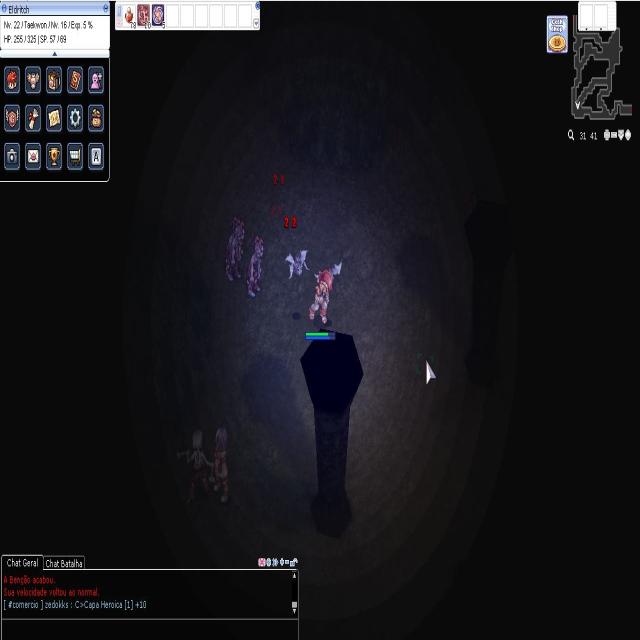 Eldritch
Nv. 22 / Taekwon / Nv. 16 / Exp. 5 %
HP. 255 / 325 | SP. 57 / 69
31 41
22
Chat Geral Chat Batalha
A Benção acabou.
Sua velocidade voltou ao normal.
[ #comercio ] zedokks : C>Capa Heroica [1] +10